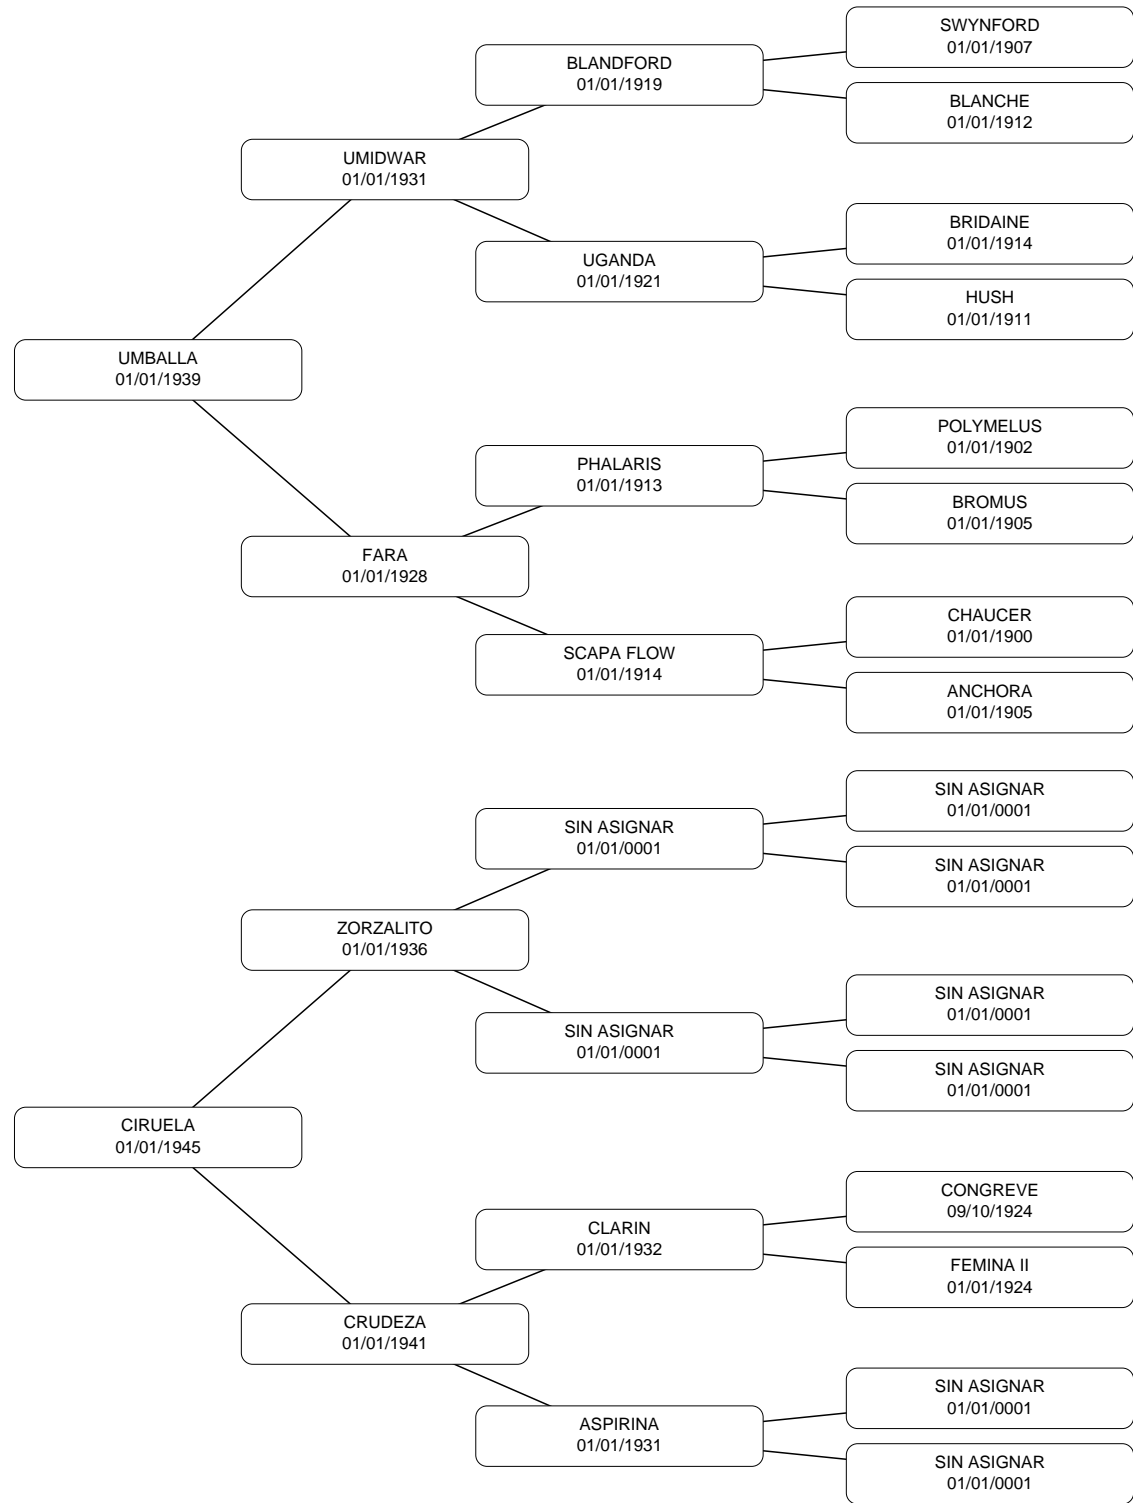 SWYNFORD
01/01/1907
BLANDFORD
01/01/1919
BLANCHE
01/01/1912
UMIDWAR
01/01/1931
BRIDAINE
01/01/1914
UGANDA
01/01/1921
HUSH
01/01/1911
UMBALLA
01/01/1939
POLYMELUS
01/01/1902
PHALARIS
01/01/1913
BROMUS
01/01/1905
FARA
01/01/1928
CHAUCER
01/01/1900
SCAPA FLOW
01/01/1914
ANCHORA
01/01/1905
SIN ASIGNAR
01/01/0001
SIN ASIGNAR
01/01/0001
SIN ASIGNAR
01/01/0001
ZORZALITO
01/01/1936
SIN ASIGNAR
01/01/0001
SIN ASIGNAR
01/01/0001
SIN ASIGNAR
01/01/0001
CIRUELA
01/01/1945
CONGREVE
09/10/1924
CLARIN
01/01/1932
FEMINA II
01/01/1924
CRUDEZA
01/01/1941
SIN ASIGNAR
01/01/0001
ASPIRINA
01/01/1931
SIN ASIGNAR
01/01/0001